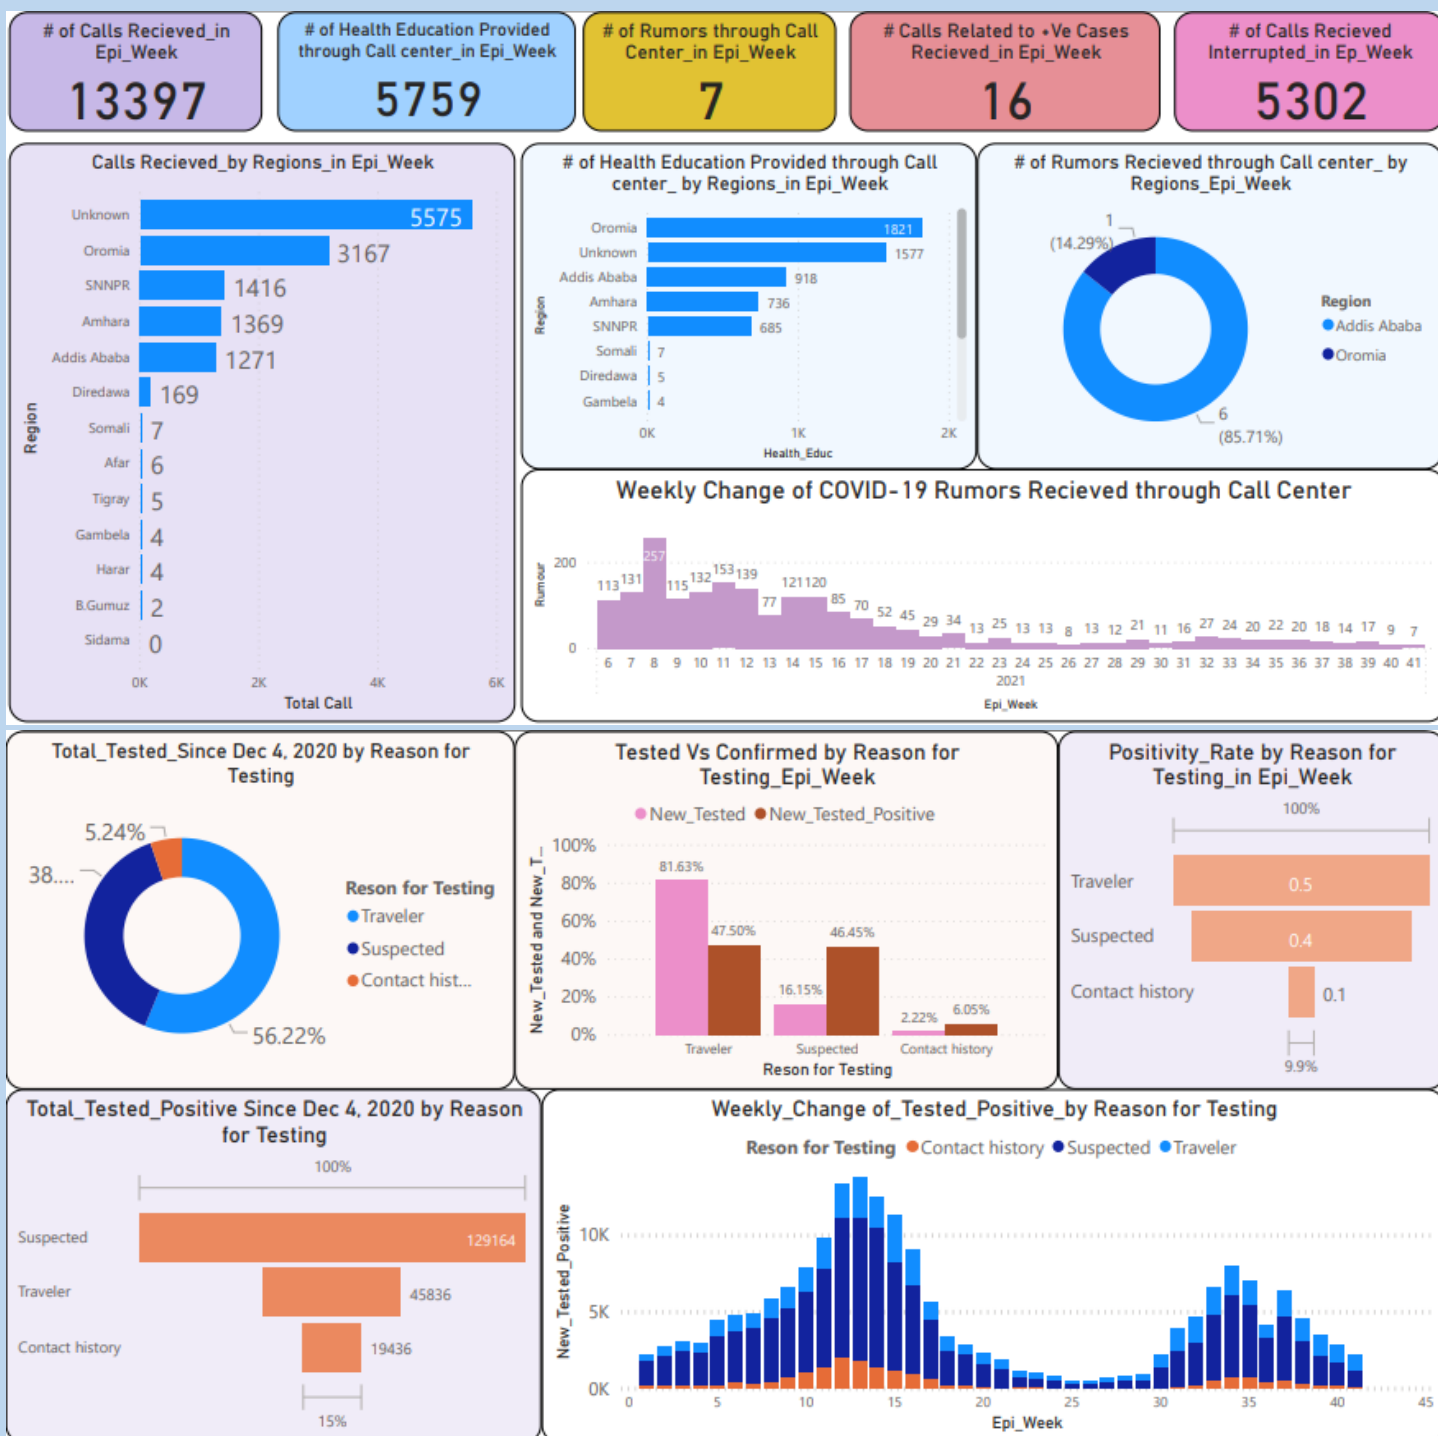 # of Calls Recieved_in
Epi_Week
13397
# of Health Education Provided
through Call center_in Epi_Week
5759
# of Rumors through Call
Center_in Epi_Week
7
# Calls Related to +Ve Cases
Recieved_in Epi_Week
16
# of Calls Recieved
Interrupted_in Ep_Week
5302
Calls Recieved_by Regions_in Epi_Week
Region
Unknown 5575
Oromia 3167
SNNPR 1416
Amhara 1369
Addis Ababa 1271
Diredawa 169
Somali 7
Afar 6
Tigray 5
Gambela 4
Harar 4
B.Gumuz 2
Sidama 0
0K 2K 4K 6K
Total Call
# of Health Education Provided through Call
center_ by Regions_in Epi_Week
Region
Oromia 1821
Unknown 1577
Addis Ababa 918
Amhara 736
SNNPR 685
Somali 7
Diredawa 5
Gambela 4
0K 1K 2K
Health_Educ
# of Rumors Recieved through Call center_ by
Regions_Epi_Week
1
(14.29%)
6
(85.71%)
Region
Addis Ababa
Oromia
Weekly Change of COVID-19 Rumors Recieved through Call Center
Rumour
200
0
113 131 257 115 132 153 139 77 121 120 85 70 52 45 29 34 13 25 13 13 8 13 12 21 11 16 27 24 20 22 20 18 14 17 9 7
6 7 8 9 10 11 12 13 14 15 16 17 18 19 20 21 22 23 24 25 26 27 28 29 30 31 32 33 34 35 36 37 38 39 40 41
2021
Epi_Week
Total_Tested_Since Dec 4, 2020 by Reason for
Testing
5.24%
38....
56.22%
Reson for Testing
Traveler
Suspected
Contact hist...
Tested Vs Confirmed by Reason for
Testing_Epi_Week
New_Tested New_Tested_Positive
New_Tested and New_T...
100%
80%
60%
40%
20%
0%
81.63% 47.50%
16.15% 46.45%
2.22% 6.05%
Traveler Suspected Contact history
Reson for Testing
Positivity_Rate by Reason for
Testing_in Epi_Week
100%
Traveler 0.5
Suspected 0.4
Contact history 0.1
9.9%
Total_Tested_Positive Since Dec 4, 2020 by Reason
for Testing
100%
Suspected 129164
Traveler 45836
Contact history 19436
15%
Weekly_Change of_Tested_Positive_by Reason for Testing
Reson for Testing Contact history Suspected Traveler
New_Tested_Positive
10K
5K
0K
0 5 10 15 20 25 30 35 40 45
Epi_Week